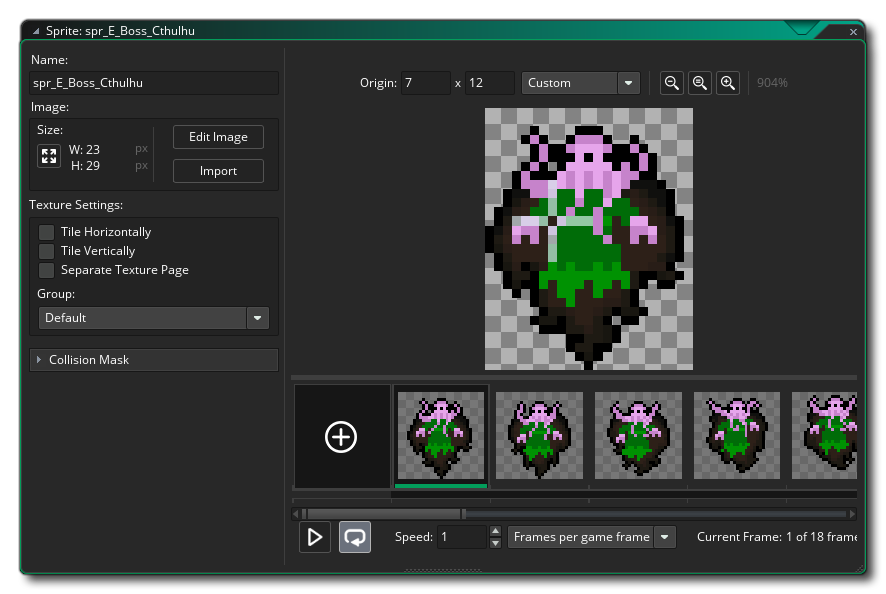 Sprite: spr_E_Boss_Cthulhu
Name:
spr_E_Boss_Cthulhu
Image:
Size:
W: 23 px
H: 29 px
Edit Image
Import
Texture Settings:
Tile Horizontally
Tile Vertically
Separate Texture Page
Group:
Default
Collision Mask
Origin: 7 x 12 Custom 904%
Speed: 1 Frames per game frame Current Frame: 1 of 18 frame